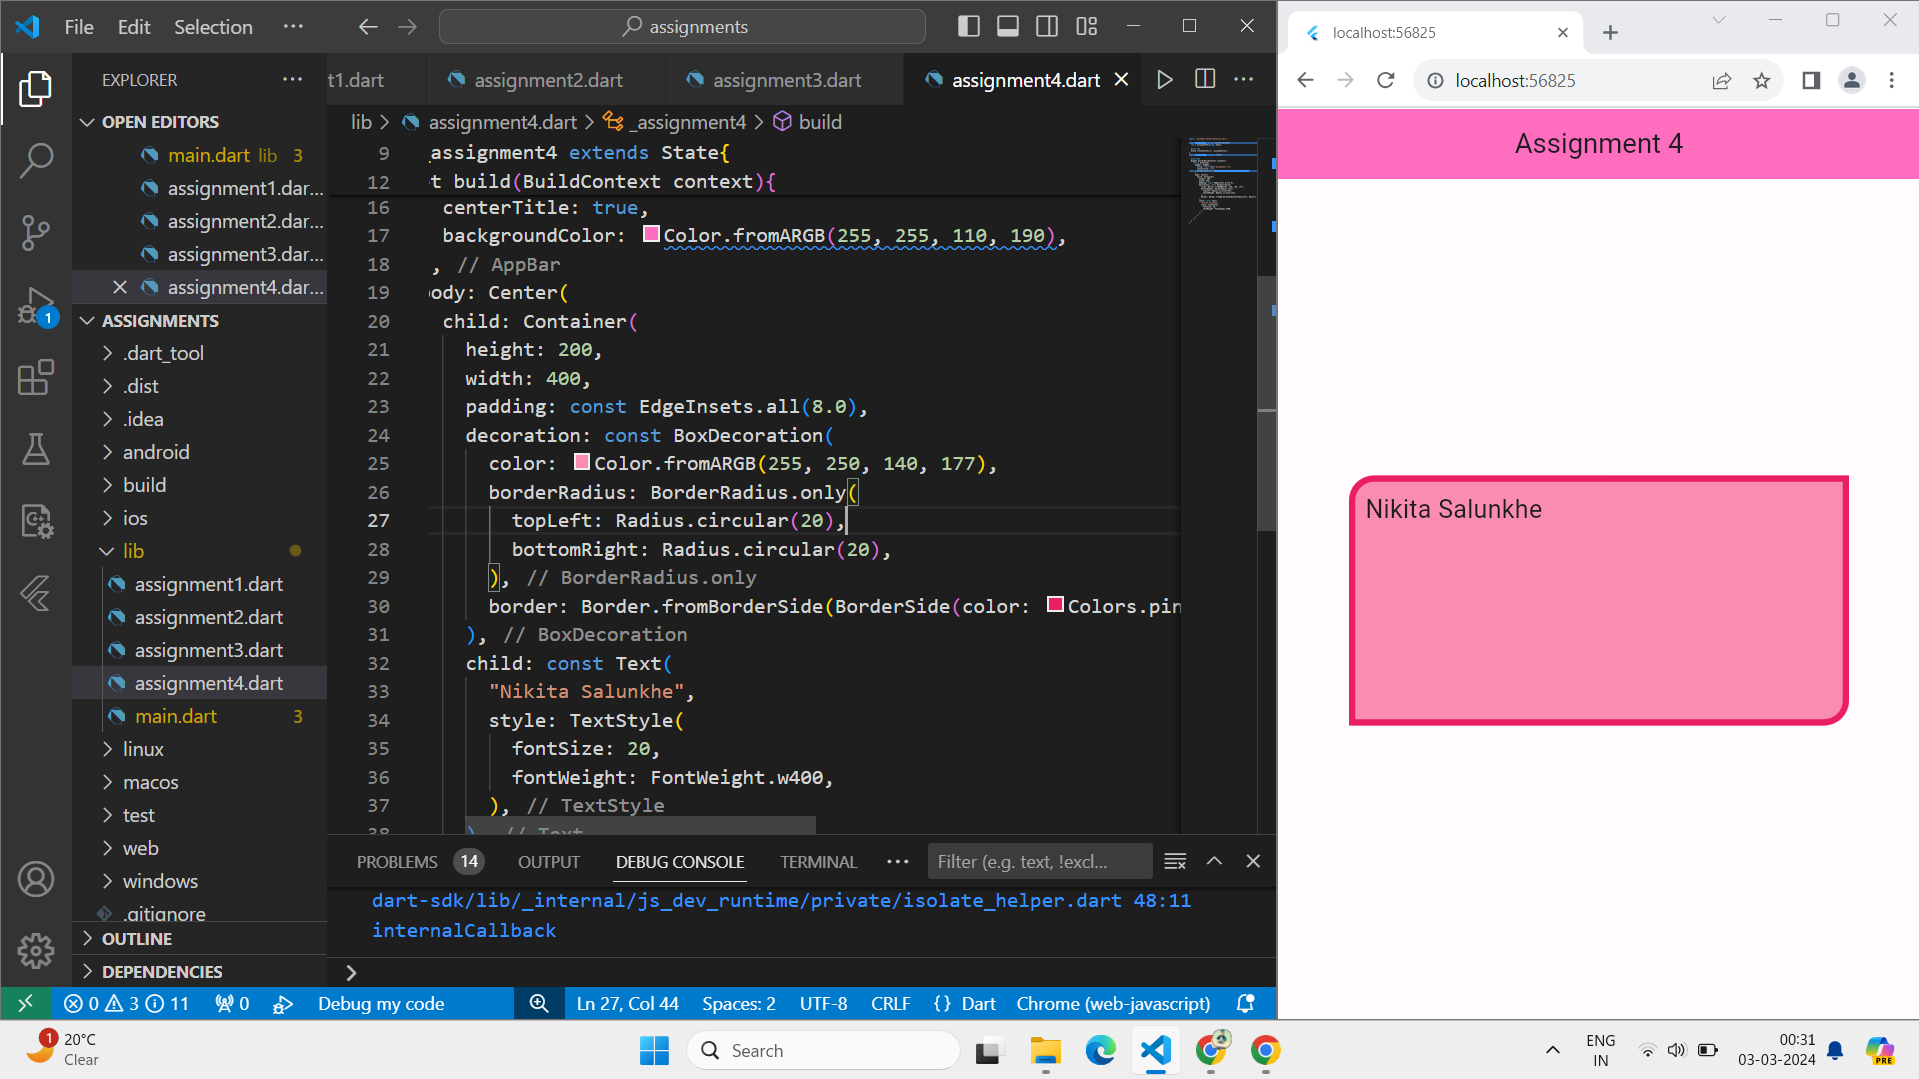 File Edit Selection ···
assignments
EXPLORER ···
OPEN EDITORS
main.dart lib 3
assignment1.dar...
assignment2.dar...
assignment3.dar...
assignment4.dar...
ASSIGNMENTS
.dart_tool
.dist
.idea
android
build
ios
lib
assignment1.dart
assignment2.dart
assignment3.dart
assignment4.dart
main.dart 3
linux
macos
test
web
windows
.gitignore
OUTLINE
DEPENDENCIES
1
t1.dart assignment2.dart assignment3.dart assignment4.dart
lib > assignment4.dart > _assignment4 > build
9 _assignment4 extends State{
12 t build(BuildContext context){
16 centerTitle: true,
17 backgroundColor: Color.fromARGB(255, 255, 110, 190),
18 , // AppBar
19 ody: Center(
20 child: Container(
21 height: 200,
22 width: 400,
23 padding: const EdgeInsets.all(8.0),
24 decoration: const BoxDecoration(
25 color: Color.fromARGB(255, 250, 140, 177),
26 borderRadius: BorderRadius.only(
27 topLeft: Radius.circular(20),
28 bottomRight: Radius.circular(20),
29 ), // BorderRadius.only
30 border: Border.fromBorderSide(BorderSide(color: Colors.pin
31 ), // BoxDecoration
32 child: const Text(
33 "Nikita Salunkhe",
34 style: TextStyle(
35 fontSize: 20,
36 fontWeight: FontWeight.w400,
37 ), // TextStyle
38 ) // Text
PROBLEMS 14 OUTPUT DEBUG CONSOLE TERMINAL ··· Filter (e.g. text, !excl...
dart-sdk/lib/_internal/js_dev_runtime/private/isolate_helper.dart 48:11
internalCallback
>
0 3 11 0 Debug my code Ln 27, Col 44 Spaces: 2 UTF-8 CRLF {} Dart Chrome (web-javascript)
localhost:56825
localhost:56825
Assignment 4
Nikita Salunkhe
1 20°C
Clear
Search
PRE
ENG
IN
00:31
03-03-2024